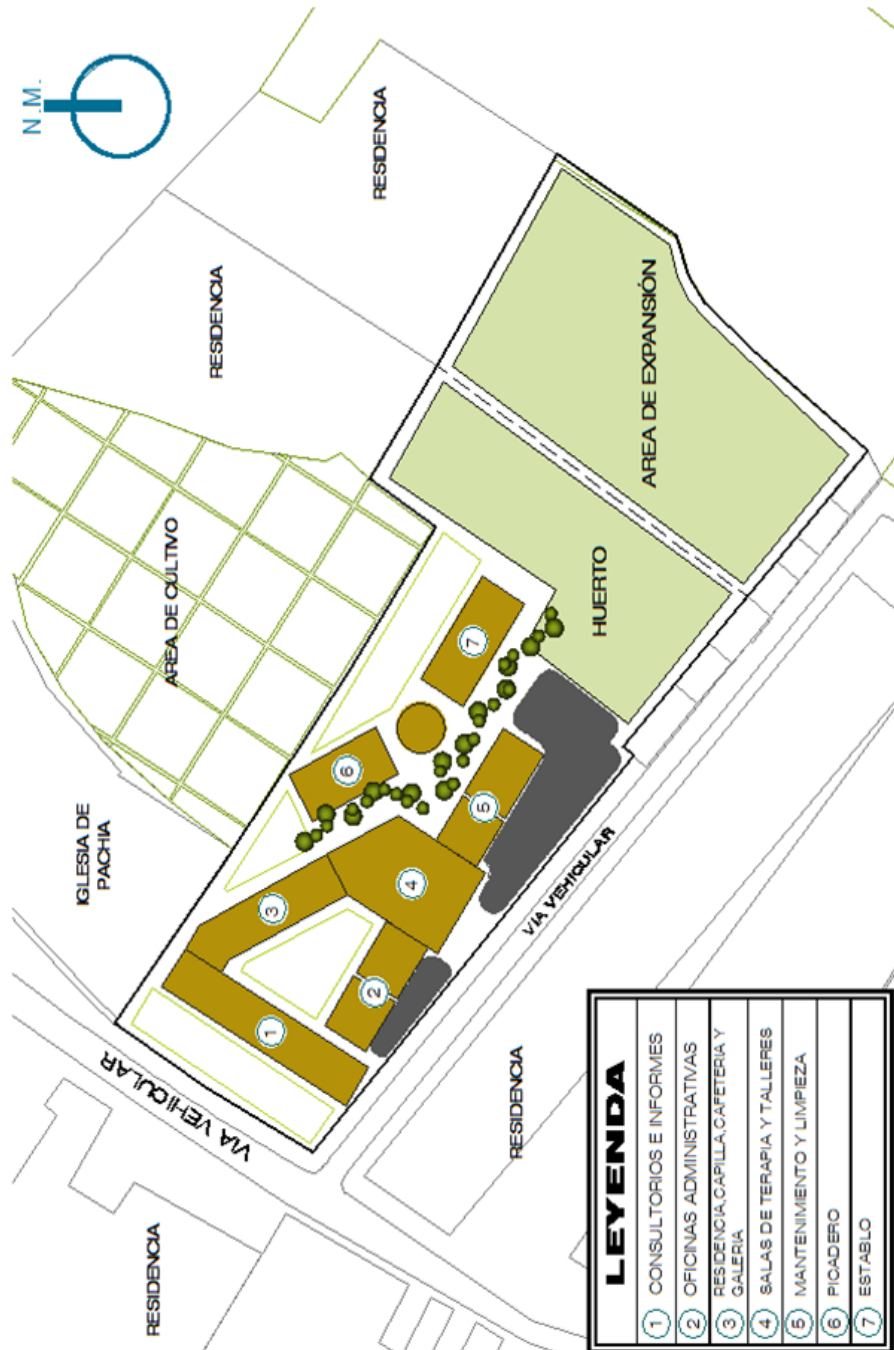 N.M.
RESIDENCIA
RESIDENCIA
AREA DE CULTIVO
IGLESIA DE
PACHIA
AREA DE EXPANSIÓN
HUERTO
VIA VEHICULAR
VIA VEHICULAR
RESIDENCIA
RESIDENCIA
1
2
3
4
5
6
7
LEYENDA
1 CONSULTORIOS E INFORMES
2 OFICINAS ADMINISTRATIVAS
3 RESIDENCIA,CAPILLA,CAFETERIA Y
GALERIA
4 SALAS DE TERAPIA Y TALLERES
5 MANTENIMIENTO Y LIMPIEZA
6 PICADERO
7 ESTABLO